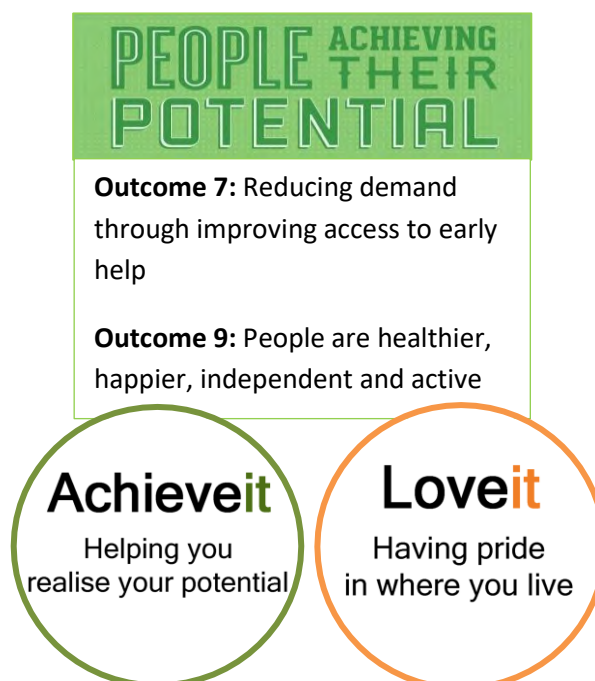 PEOPLE ACHIEVING THEIR
POTENTIAL
Outcome 7: Reducing demand
through improving access to early
help
Outcome 9: People are healthier,
happier, independent and active
Achieveit
Helping you
realise your potential
Loveit
Having pride
in where you live